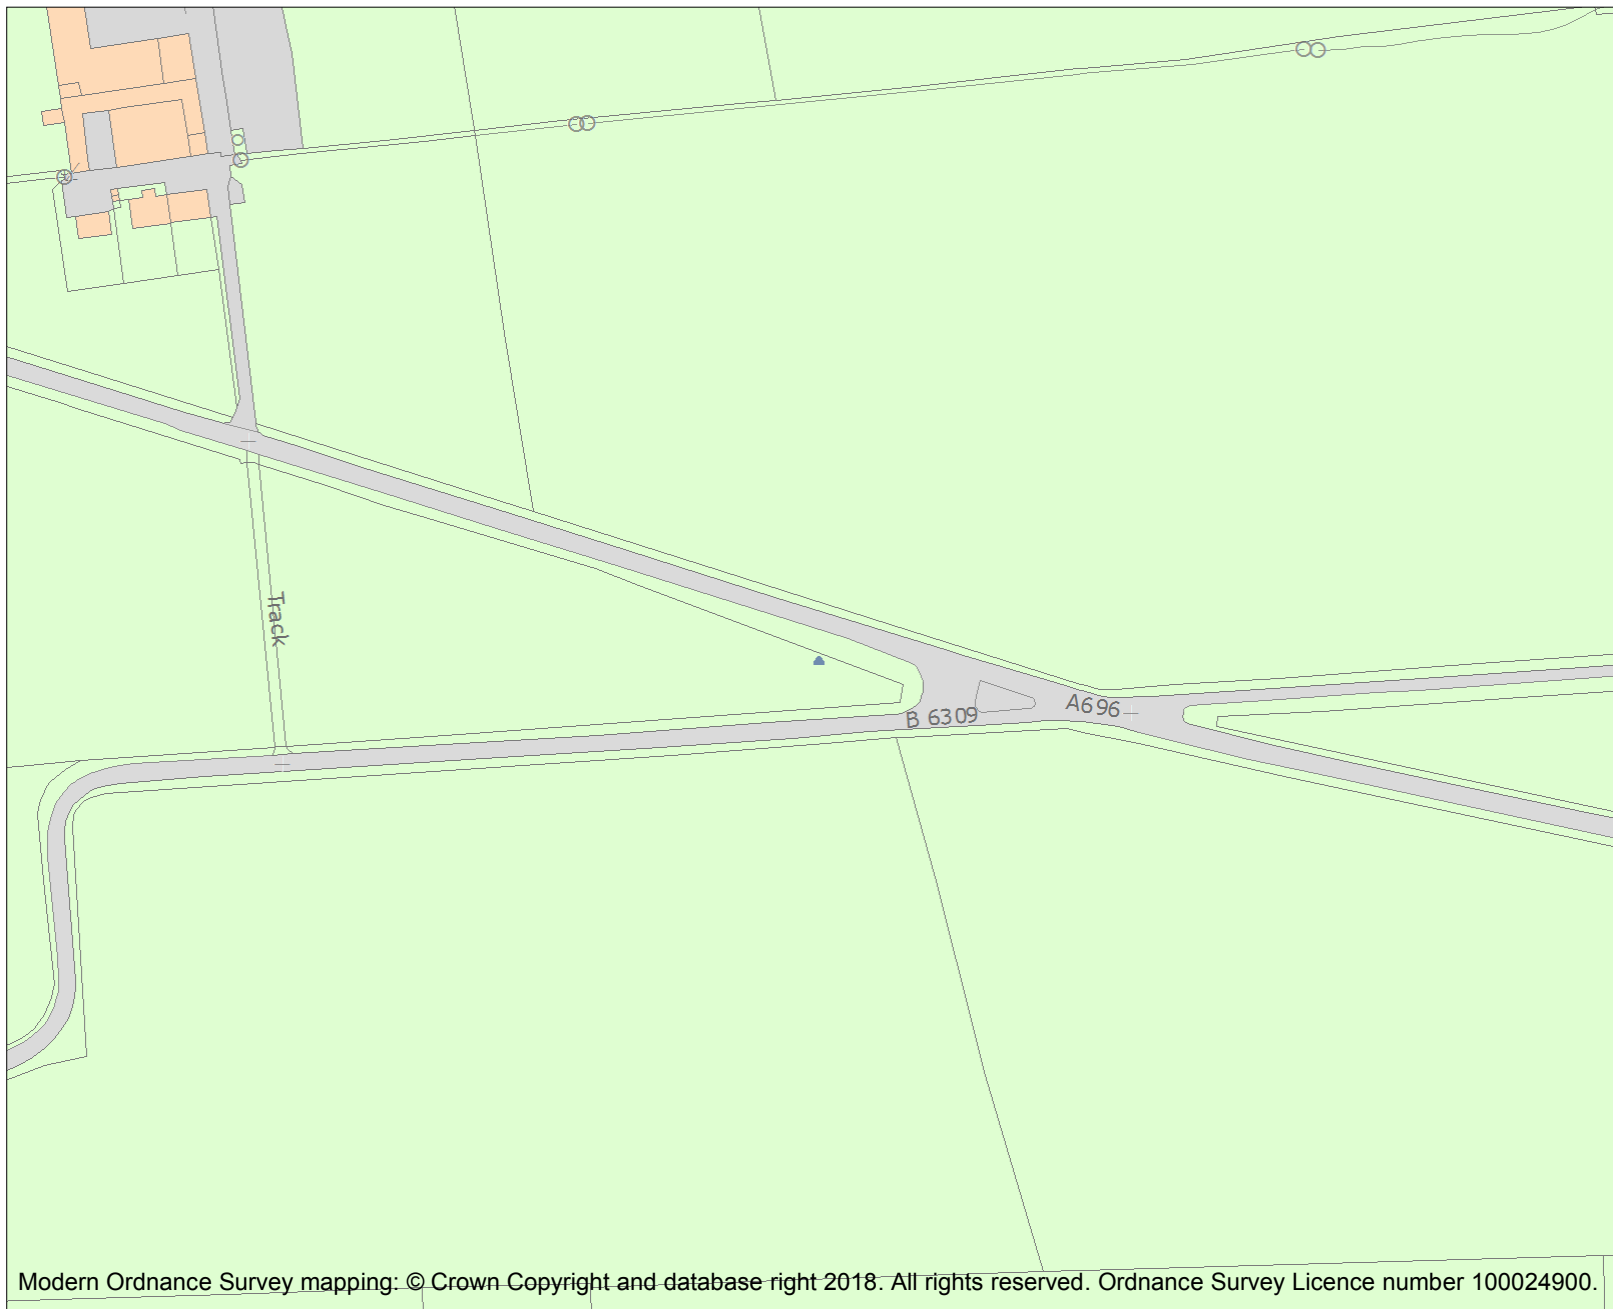 Track
B 6309
A696
Modern Ordnance Survey mapping: © Crown Copyright and database right 2018. All rights reserved. Ordnance Survey Licence number 100024900.